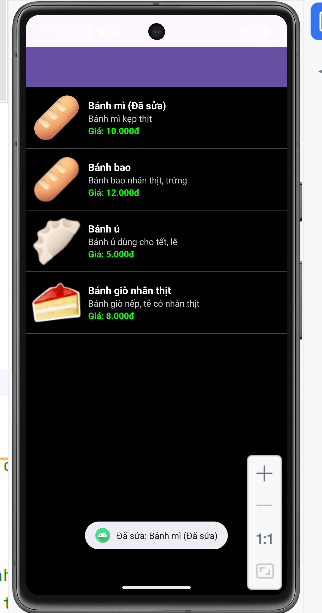 Bánh mì (Đã sửa)
Bánh mì kẹp thịt
Giá: 10.000đ
Bánh bao
Bánh bao nhân thịt, trứng
Giá: 12.000đ
Bánh ú
Bánh ú dùng cho tết, lễ
Giá: 5.000đ
Bánh giò nhân thịt
Bánh giò nếp, tẻ có nhân thịt
Giá: 8.000đ
Đã sửa: Bánh mì (Đã sửa)
1:1